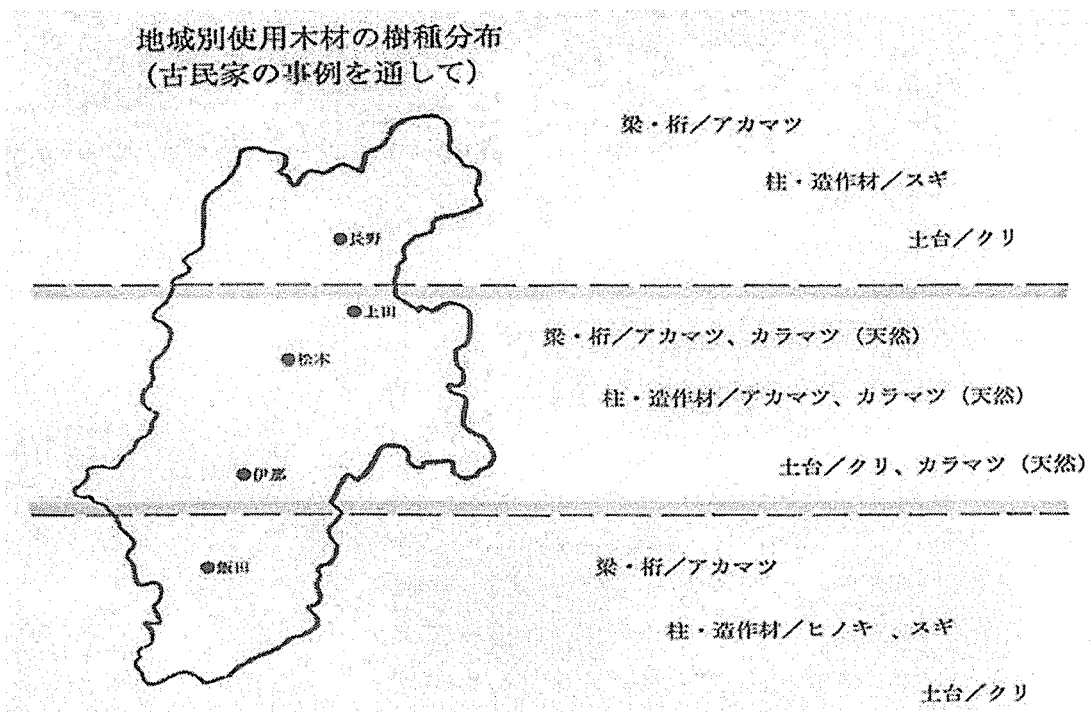 地域別使用木材の樹種分布
(古民家の事例を通して)
梁・桁／アカマツ
柱・造作材／スギ
土台／クリ
長野
上田
松本
伊那
梁・桁／アカマツ、カラマツ（天然）
柱・造作材／アカマツ、カラマツ（天然）
土台／クリ、カラマツ（天然）
飯田
梁・桁／アカマツ
柱・造作材／ヒノキ 、スギ
土台／クリ